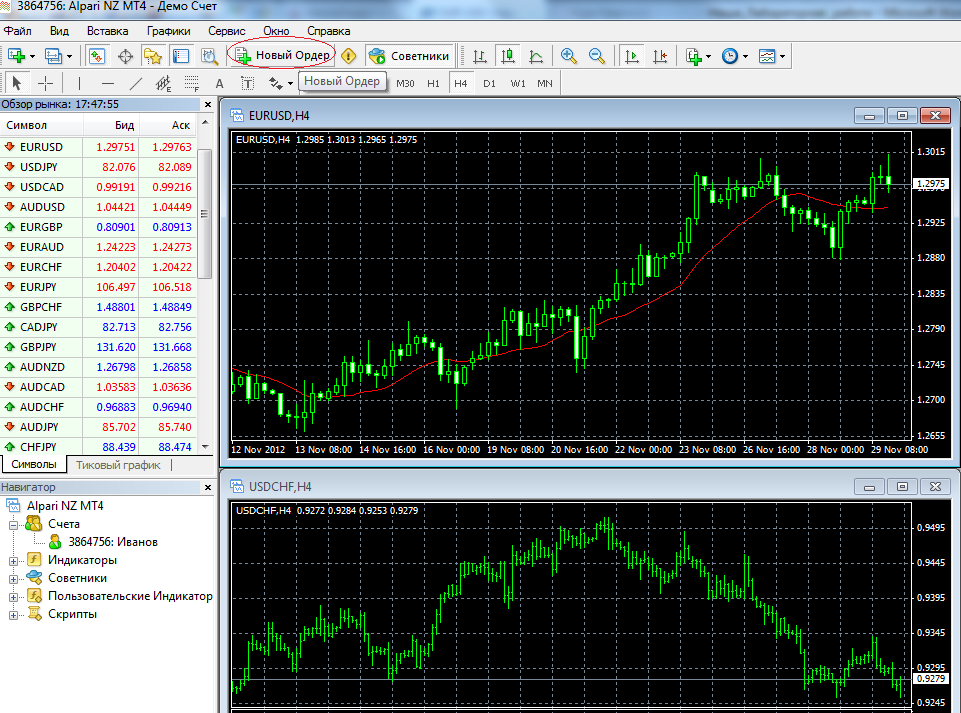 3864756: Alpari NZ MT4 - Демо Счет
Файл Вид Вставка Графики Сервис Окно Справка
Новый Ордер Советники
A T Новый Ордер M30 H1 H4 D1 W1 MN
Обзор рынка: 17:47:55
Символ Бид Аск
EURUSD 1.29751 1.29763
USDJPY 82.076 82.089
USDCAD 0.99191 0.99216
AUDUSD 1.04421 1.04449
EURGBP 0.80901 0.80913
EURAUD 1.24223 1.24273
EURCHF 1.20402 1.20422
EURJPY 106.497 106.518
GBPCHF 1.48801 1.48849
CADJPY 82.713 82.756
GBPJPY 131.620 131.668
AUDNZD 1.26798 1.26858
AUDCAD 1.03583 1.03636
AUDCHF 0.96883 0.96940
AUDJPY 85.702 85.740
CHFJPY 88.439 88.474
Символы Тиковый график
Навигатор
Alpari NZ MT4
Счета
3864756: Иванов
Индикаторы
Советники
Пользовательские Индикатор
Скрипты
EURUSD,H4
EURUSD,H4 1.2985 1.3013 1.2965 1.2975
1.3015
1.2975
1.2925
1.2880
1.2835
1.2790
1.2745
1.2700
1.2655
12 Nov 2012 13 Nov 08:00 14 Nov 16:00 16 Nov 00:00 19 Nov 08:00 20 Nov 16:00 22 Nov 00:00 23 Nov 08:00 26 Nov 16:00 28 Nov 00:00 29 Nov 08:00
USDCHF,H4
USDCHF,H4 0.9272 0.9284 0.9253 0.9279
0.9495
0.9445
0.9395
0.9345
0.9295
0.9279
0.9245